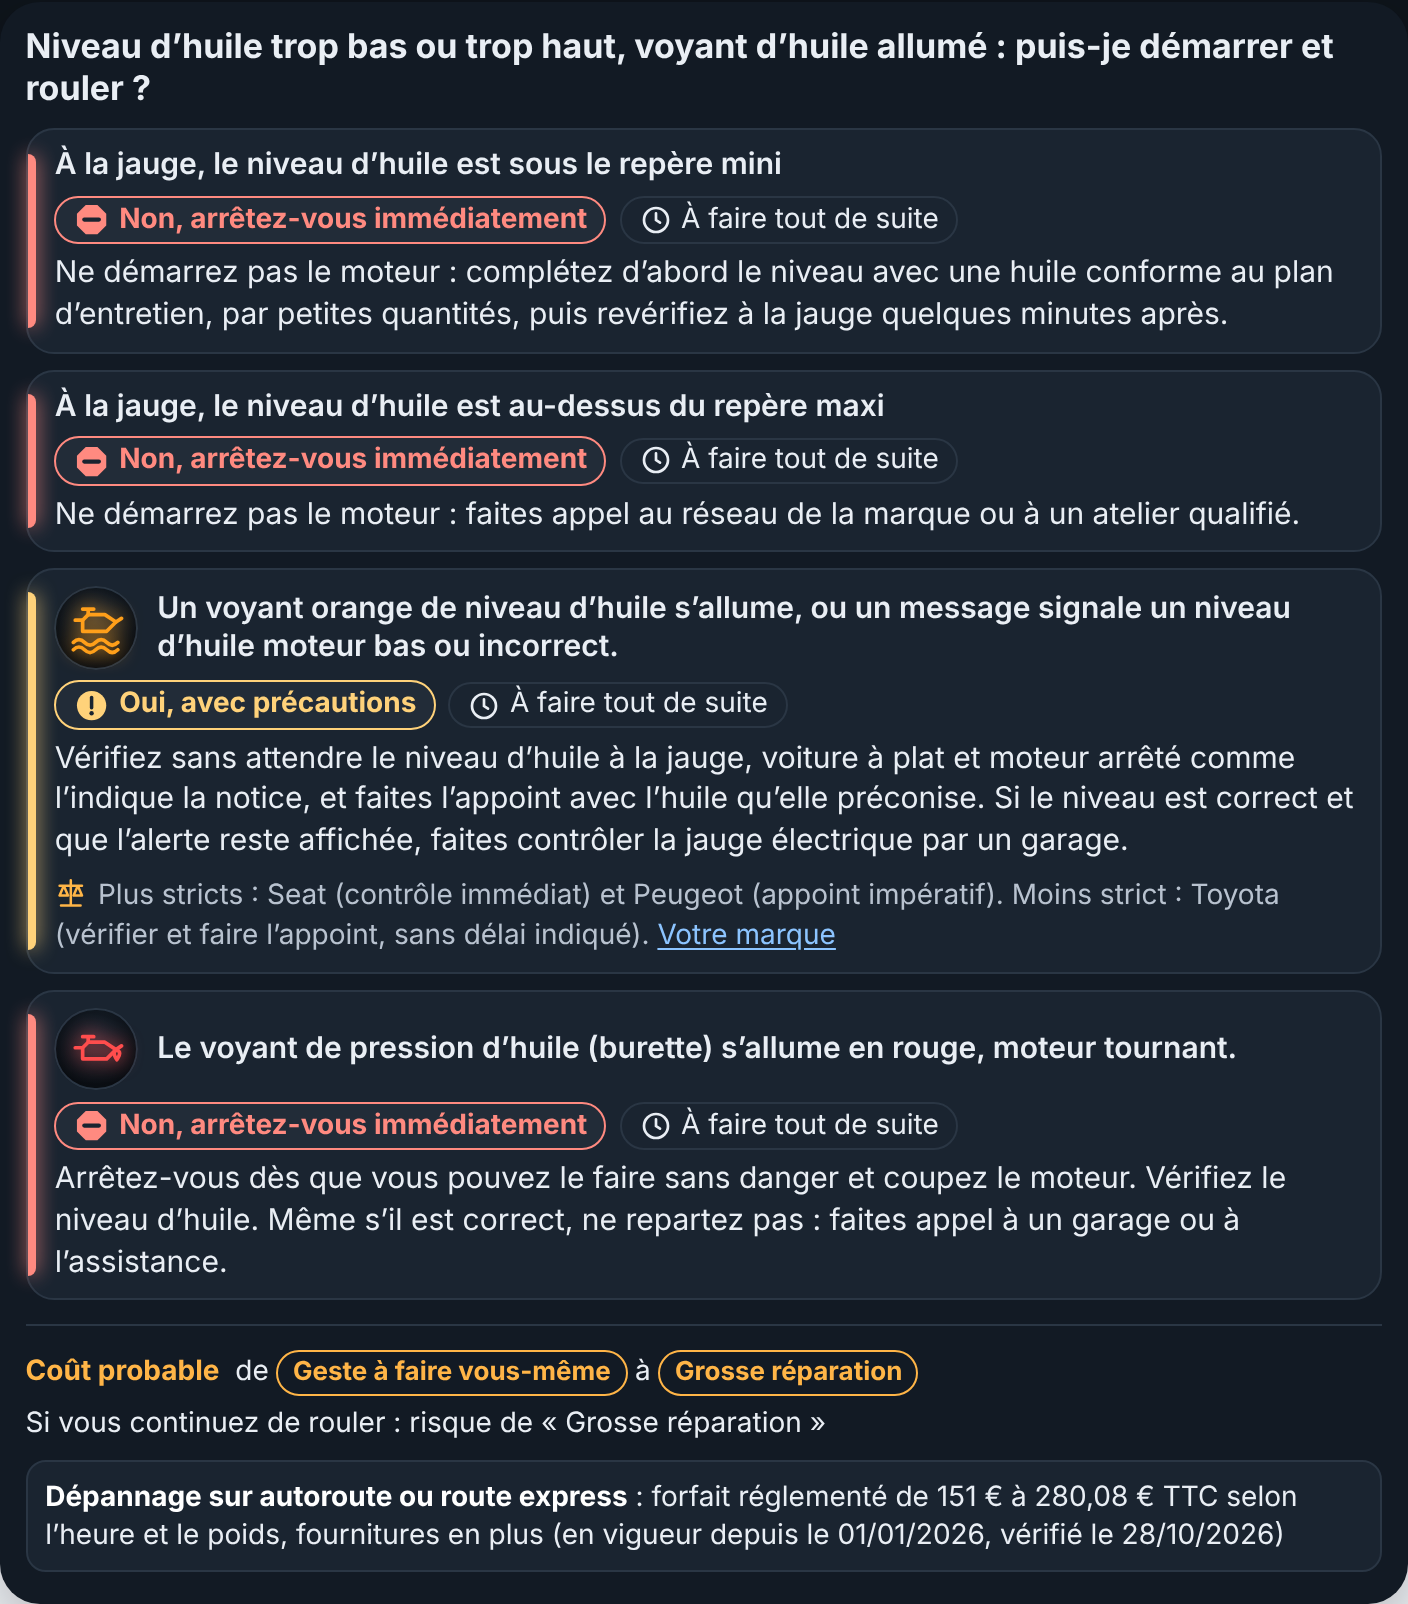 Niveau d’huile trop bas ou trop haut, voyant d’huile allumé : puis-je démarrer et
rouler ?
À la jauge, le niveau d’huile est sous le repère mini
Non, arrêtez-vous immédiatement
À faire tout de suite
Ne démarrez pas le moteur : complétez d’abord le niveau avec une huile conforme au plan
d’entretien, par petites quantités, puis revérifiez à la jauge quelques minutes après.
À la jauge, le niveau d’huile est au-dessus du repère maxi
Non, arrêtez-vous immédiatement
À faire tout de suite
Ne démarrez pas le moteur : faites appel au réseau de la marque ou à un atelier qualifié.
Un voyant orange de niveau d’huile s’allume, ou un message signale un niveau
d’huile moteur bas ou incorrect.
Oui, avec précautions
À faire tout de suite
Vérifiez sans attendre le niveau d’huile à la jauge, voiture à plat et moteur arrêté comme
l’indique la notice, et faites l’appoint avec l’huile qu’elle préconise. Si le niveau est correct et
que l’alerte reste affichée, faites contrôler la jauge électrique par un garage.
Plus stricts : Seat (contrôle immédiat) et Peugeot (appoint impératif). Moins strict : Toyota
(vérifier et faire l’appoint, sans délai indiqué). Votre marque
Le voyant de pression d’huile (burette) s’allume en rouge, moteur tournant.
Non, arrêtez-vous immédiatement
À faire tout de suite
Arrêtez-vous dès que vous pouvez le faire sans danger et coupez le moteur. Vérifiez le
niveau d’huile. Même s’il est correct, ne repartez pas : faites appel à un garage ou à
l’assistance.
Coût probable de Geste à faire vous-même à Grosse réparation
Si vous continuez de rouler : risque de « Grosse réparation »
Dépannage sur autoroute ou route express : forfait réglementé de 151 € à 280,08 € TTC selon
l’heure et le poids, fournitures en plus (en vigueur depuis le 01/01/2026, vérifié le 28/10/2026)